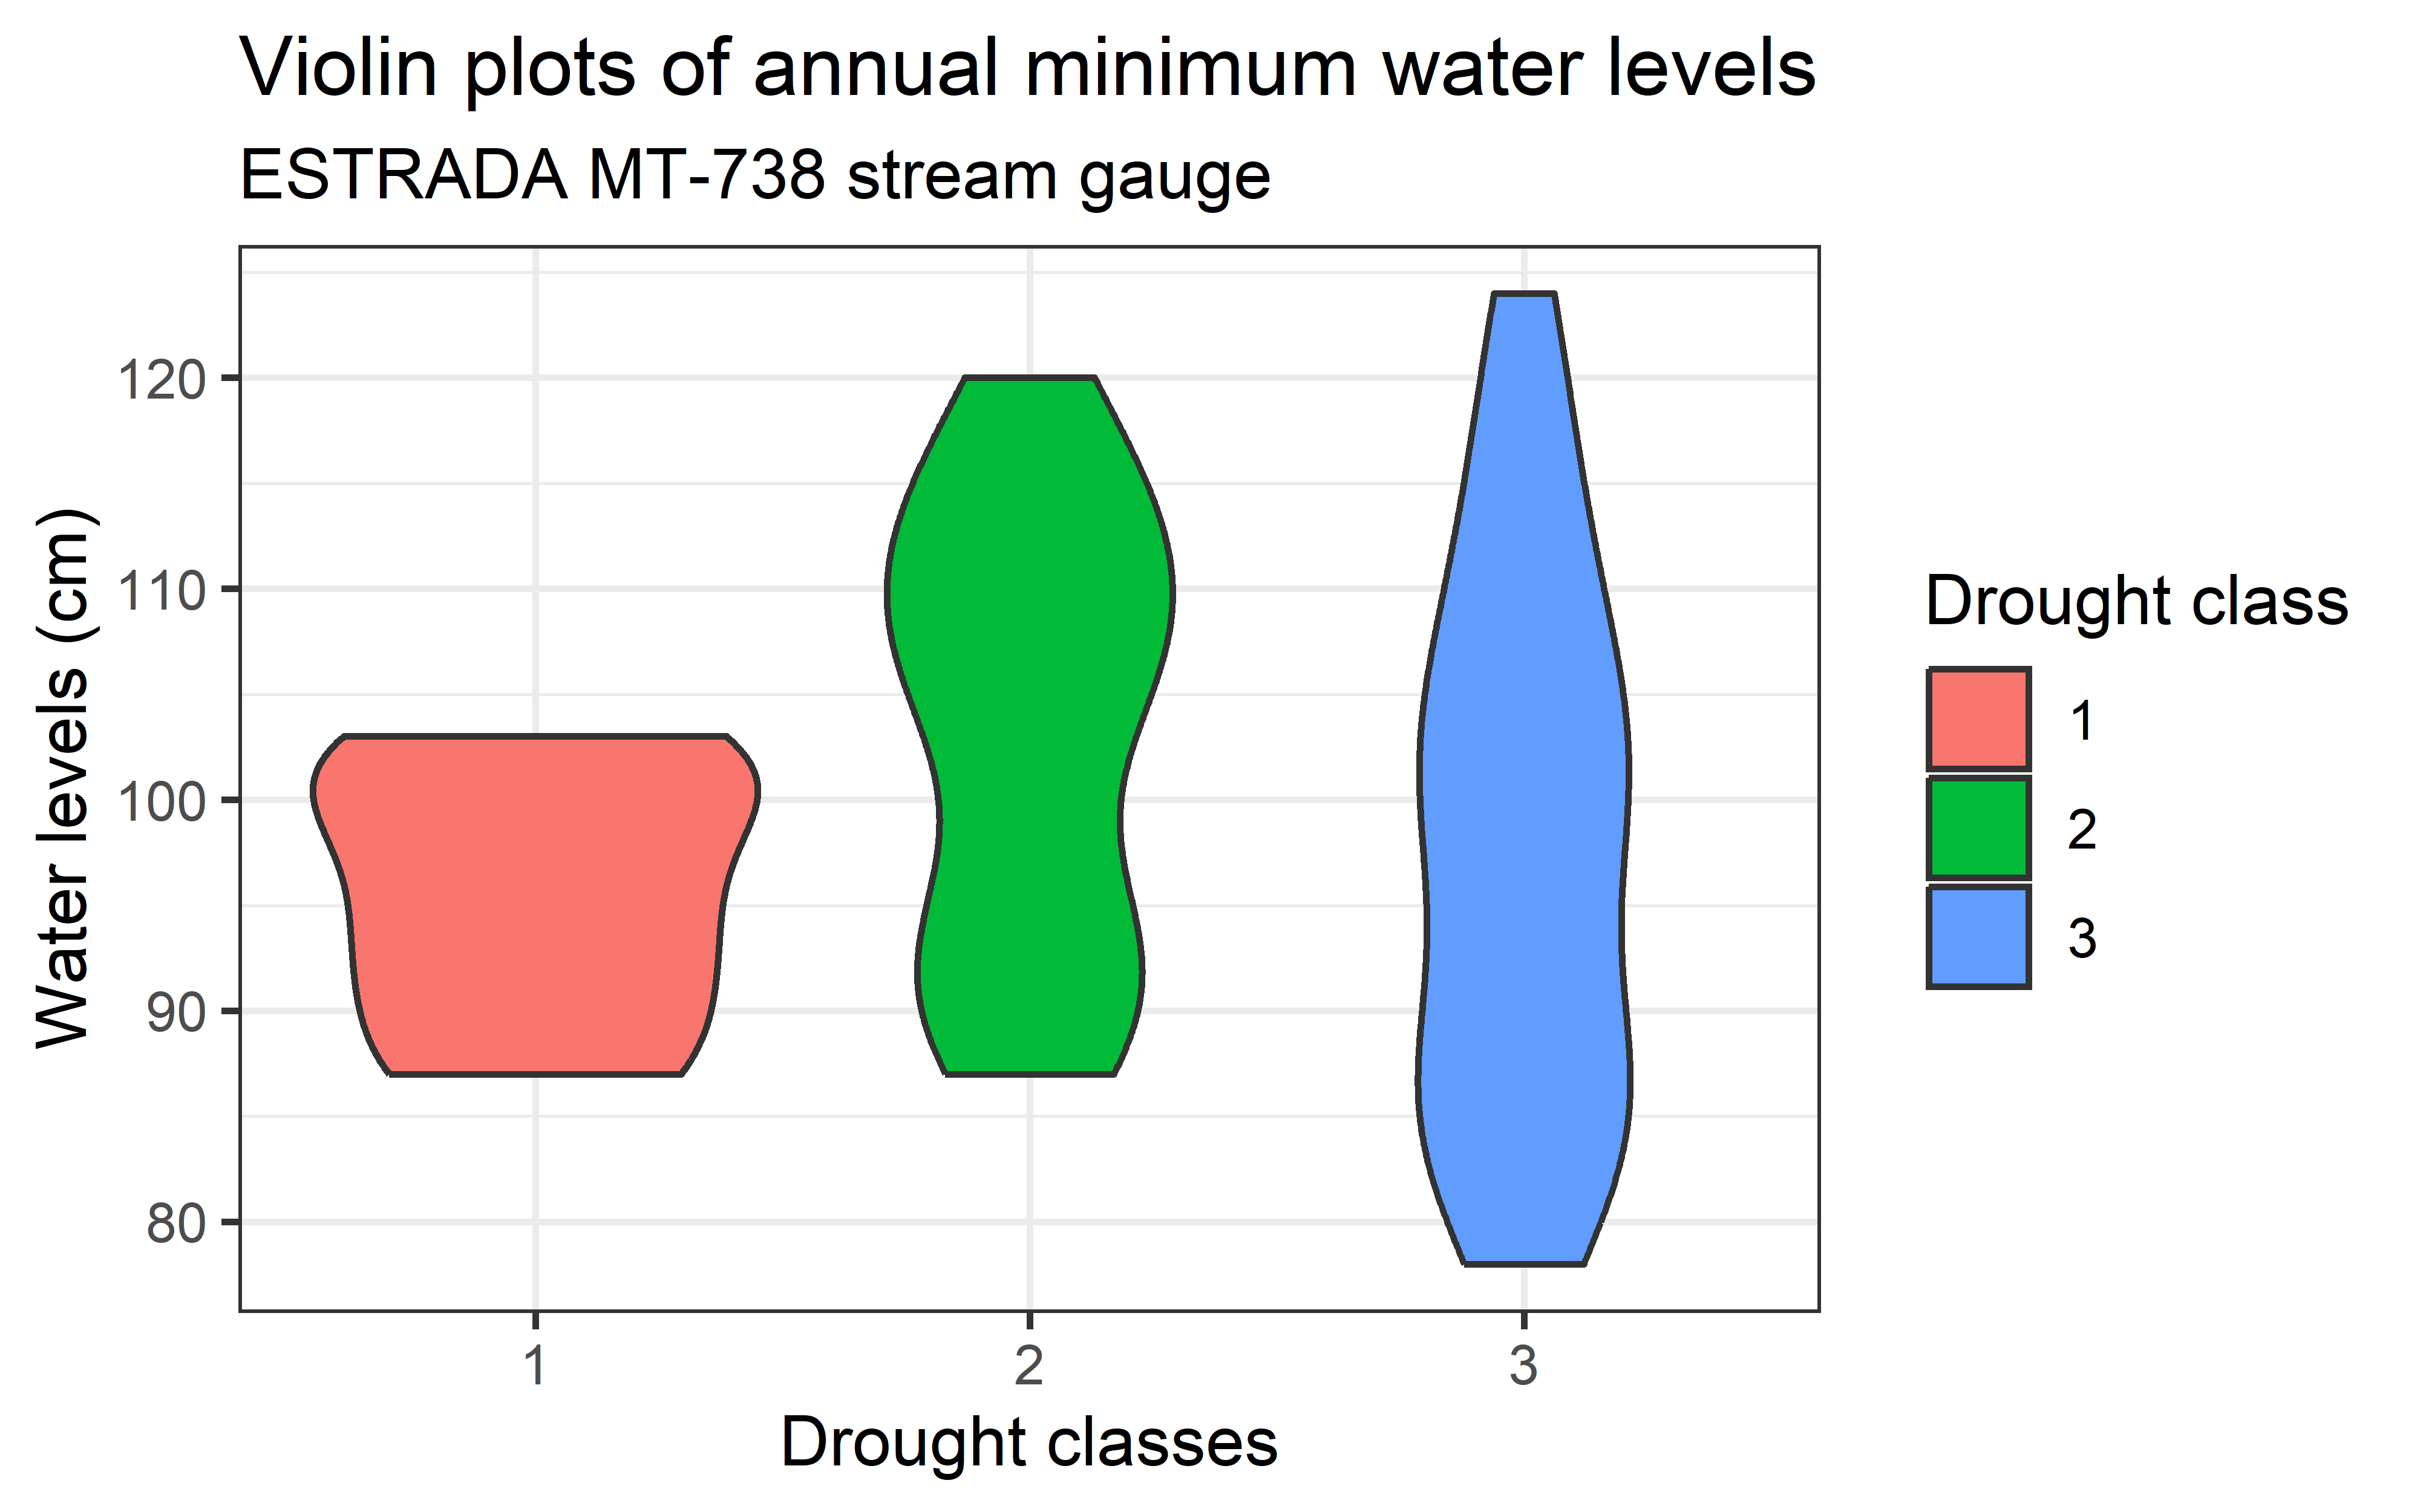 Violin plots of annual minimum water levels
ESTRADA MT-738 stream gauge
Water levels (cm)
120
110
100
90
80
1
2
3
Drought classes
Drought class
1
2
3